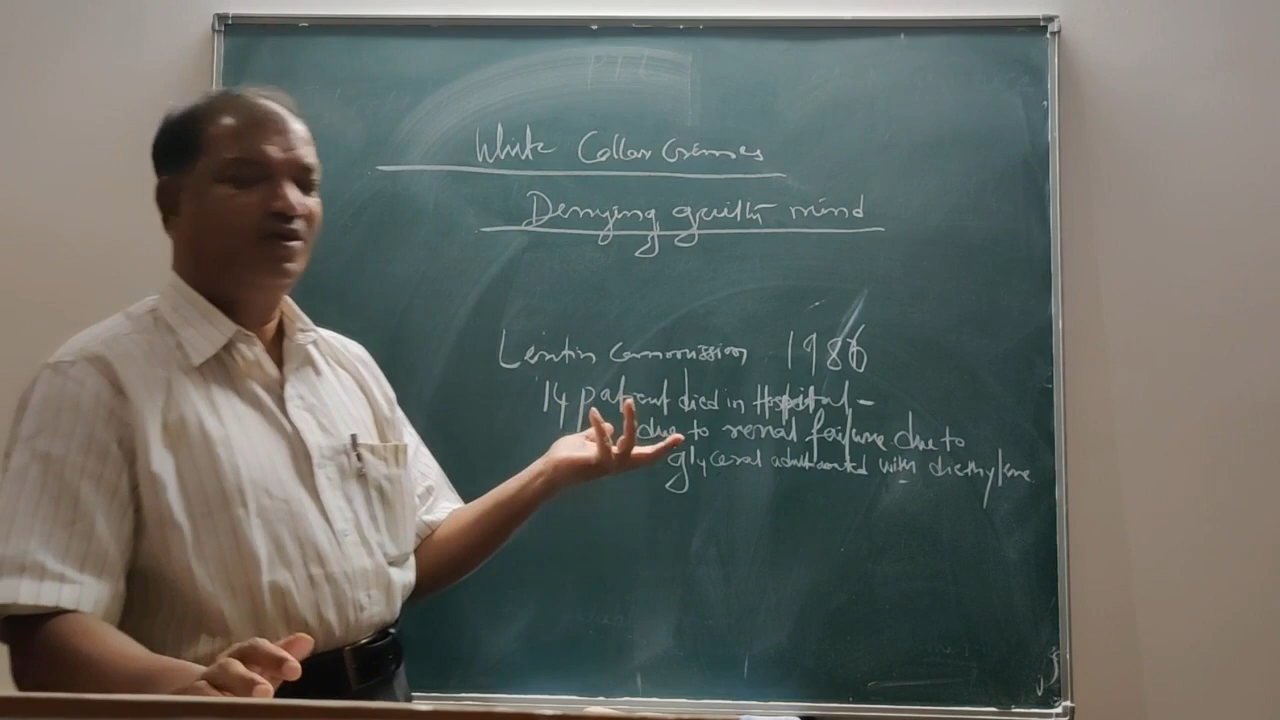 White Collar Crimes
Denying guilty mind
Lentin commission 1986
14 patient died in Hospital -
due to renal failure due to
glyceral adulterated with diethylene